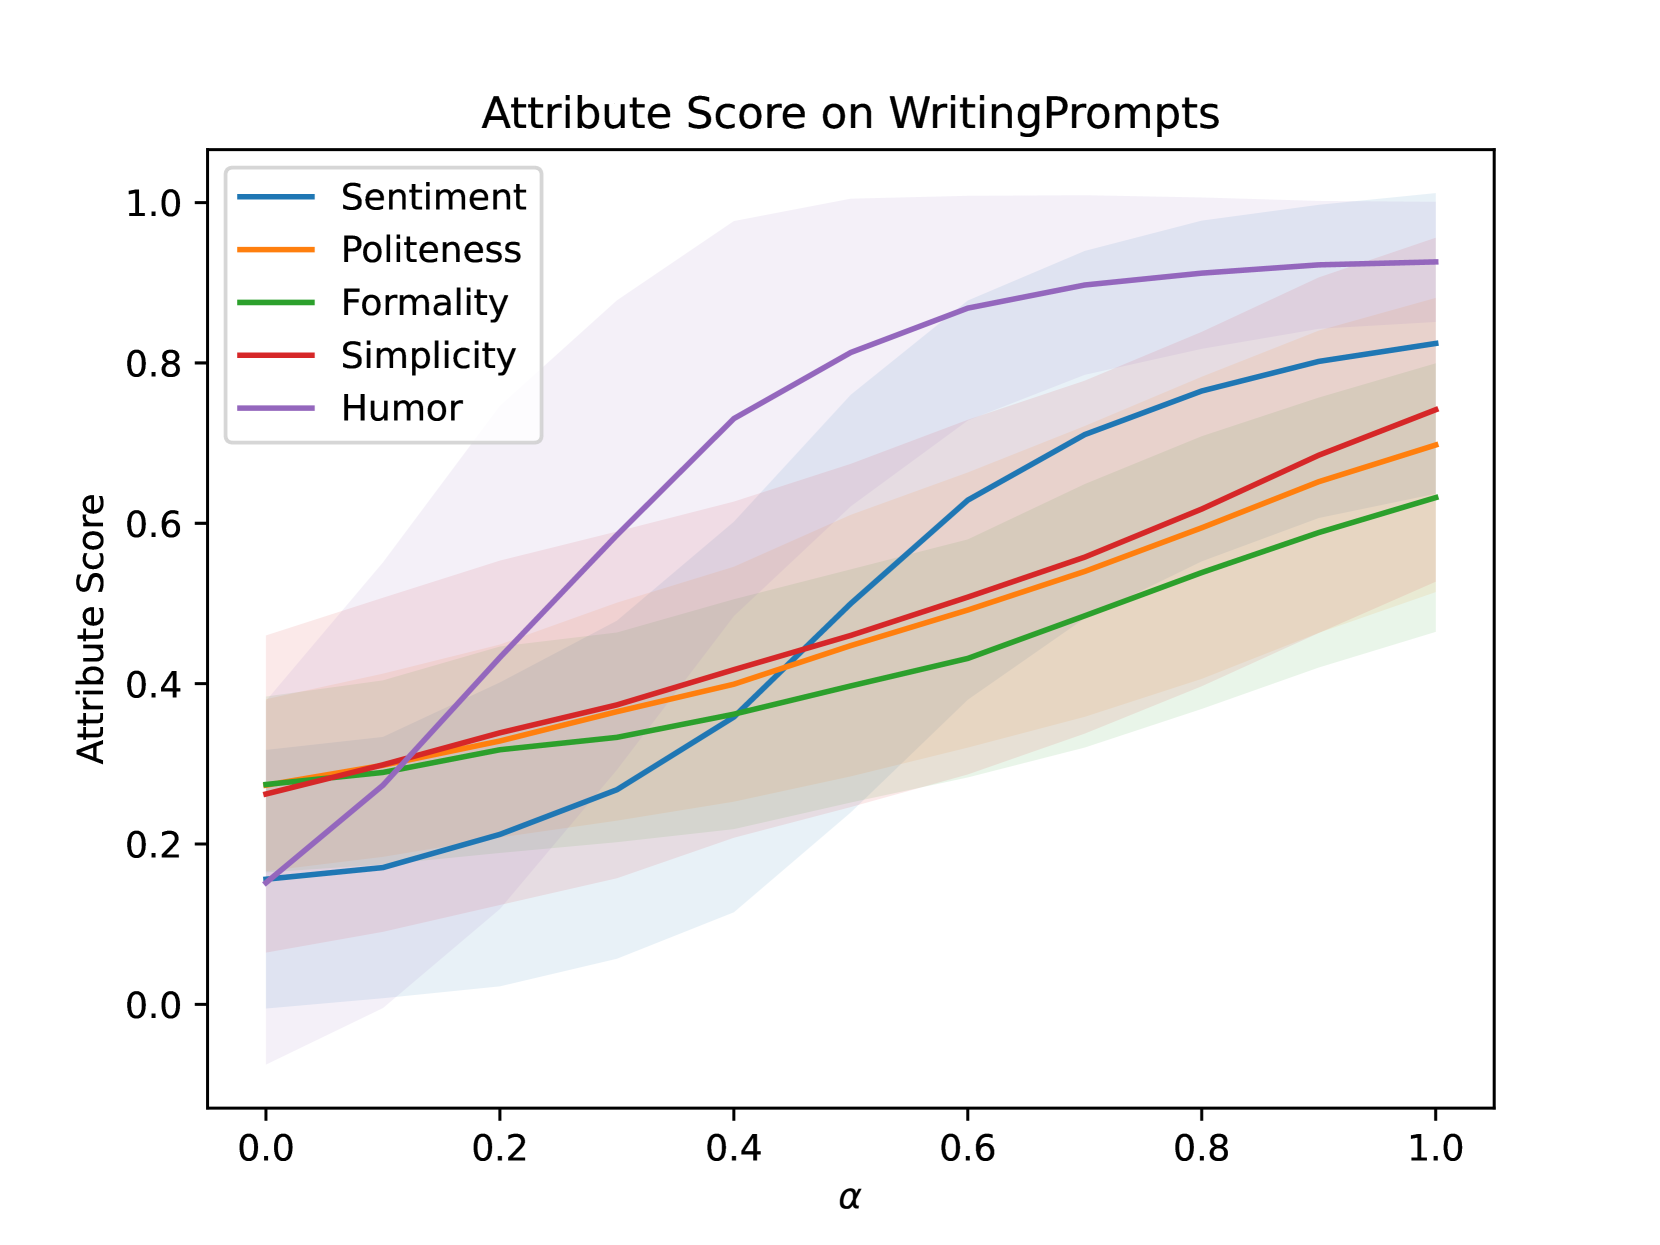 Attribute Score on WritingPrompts
Sentiment
Politeness
Formality
Simplicity
Humor
Attribute Score
1.0
0.8
0.6
0.4
0.2
0.0
0.0 0.2 0.4 0.6 0.8 1.0
α